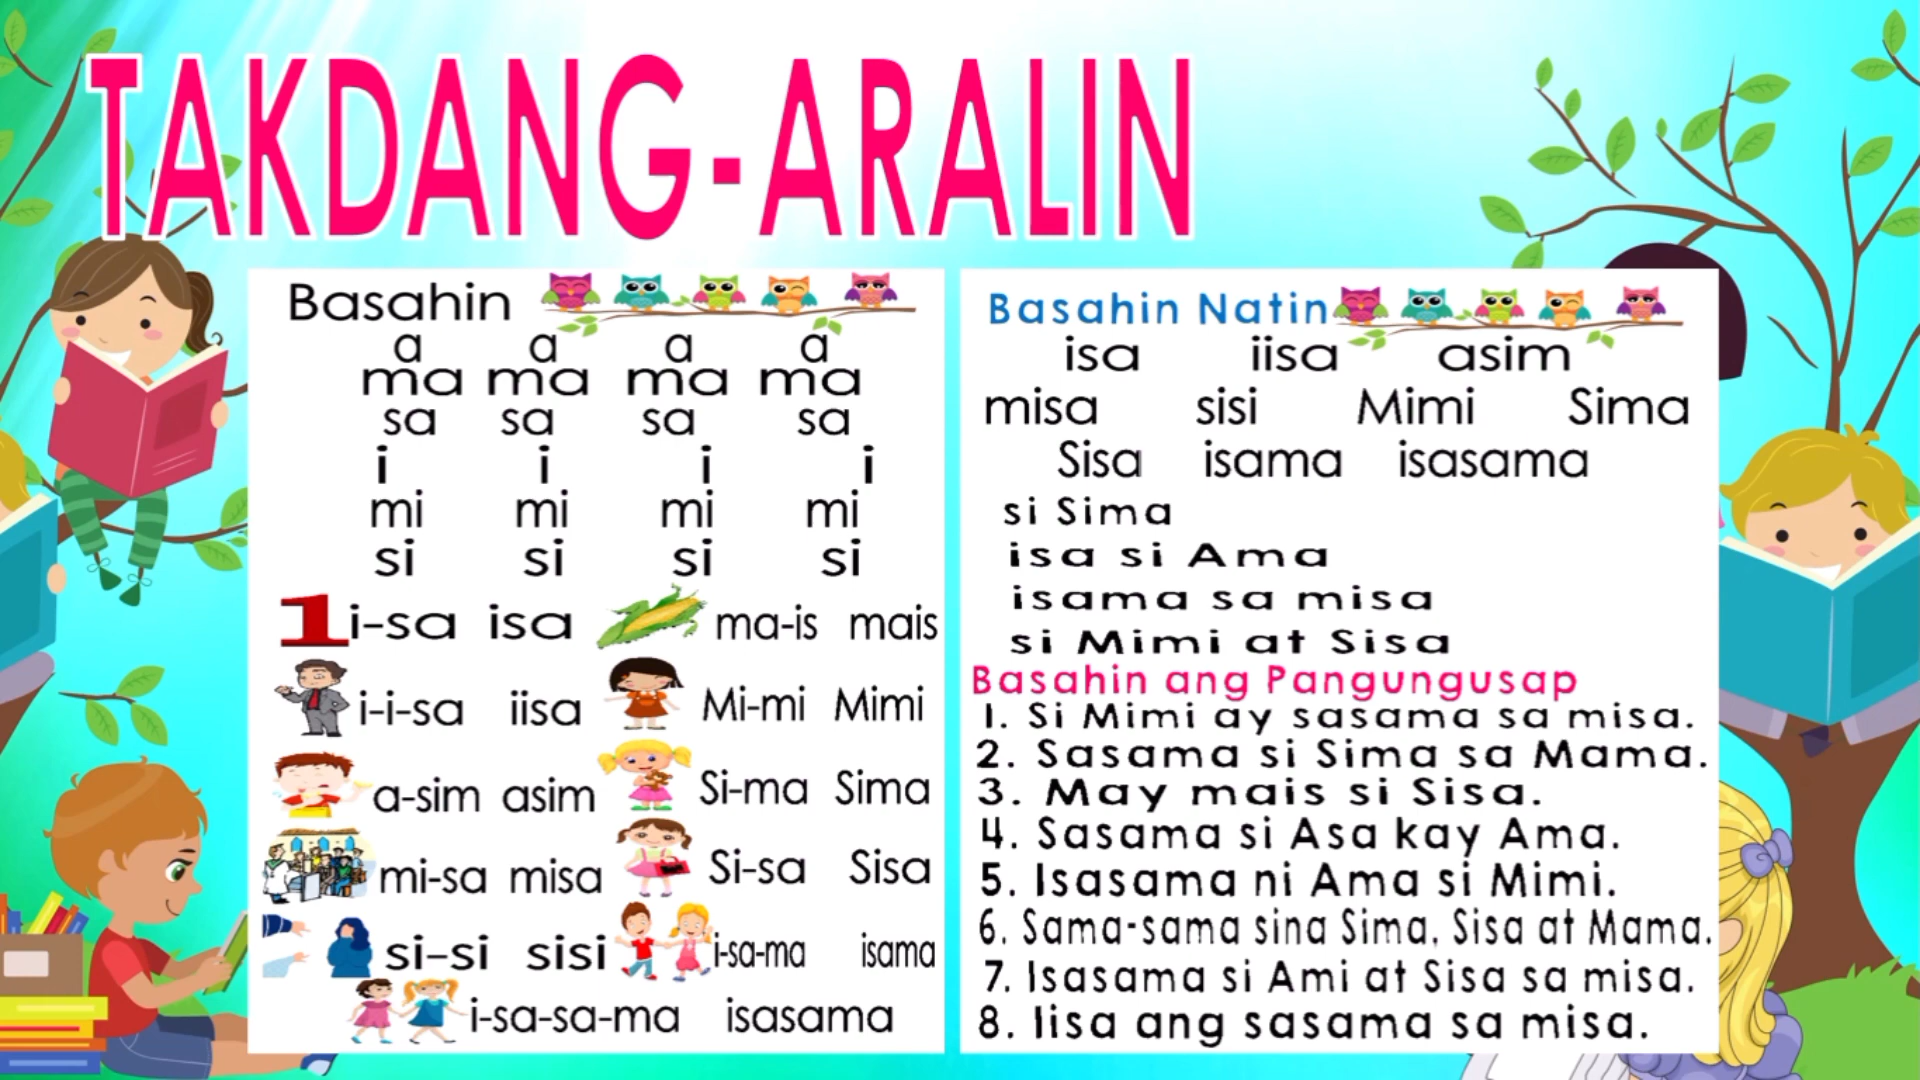 TAKDANG-ARALIN
Basahin
a a a a
ma ma ma ma
sa sa sa sa
i i i i
mi mi mi mi
si si si si
1 i-sa isa ma-is mais
i-i-sa iisa Mi-mi Mimi
a-sim asim Si-ma Sima
mi-sa misa Si-sa Sisa
si-si sisi i-sa-ma isama
i-sa-sa-ma isasama
Basahin Natin
isa iisa asim
misa sisi Mimi Sima
Sisa isama isasama
si Sima
isa si Ama
isama sa misa
si Mimi at Sisa
Basahin ang Pangungusap
1. Si Mimi ay sasama sa misa.
2. Sasama si Sima sa Mama.
3. May mais si Sisa.
4. Sasama si Asa kay Ama.
5. Isasama ni Ama si Mimi.
6. Sama-sama sina Sima, Sisa at Mama.
7. Isasama si Ami at Sisa sa misa.
8. Iisa ang sasama sa misa.